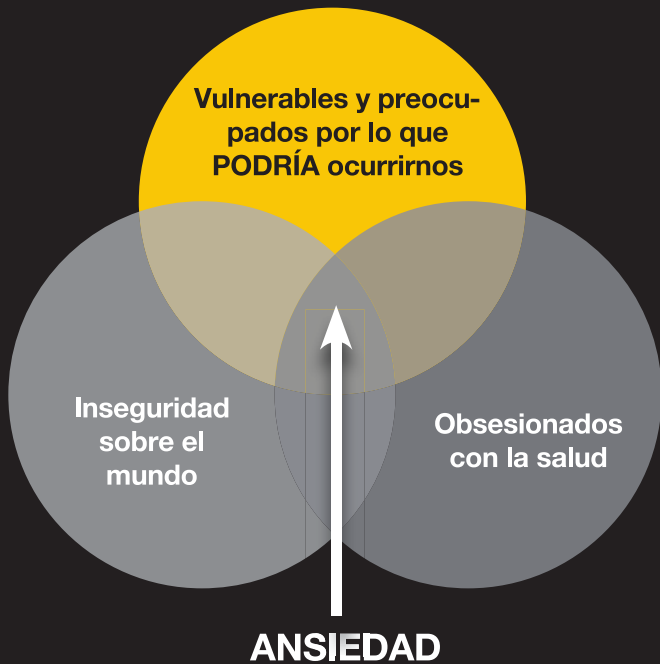 Vulnerables y preocu-
pados por lo que
PODRÍA ocurrirnos
Inseguridad
sobre el
mundo
Obsesionados
con la salud
ANSIEDAD